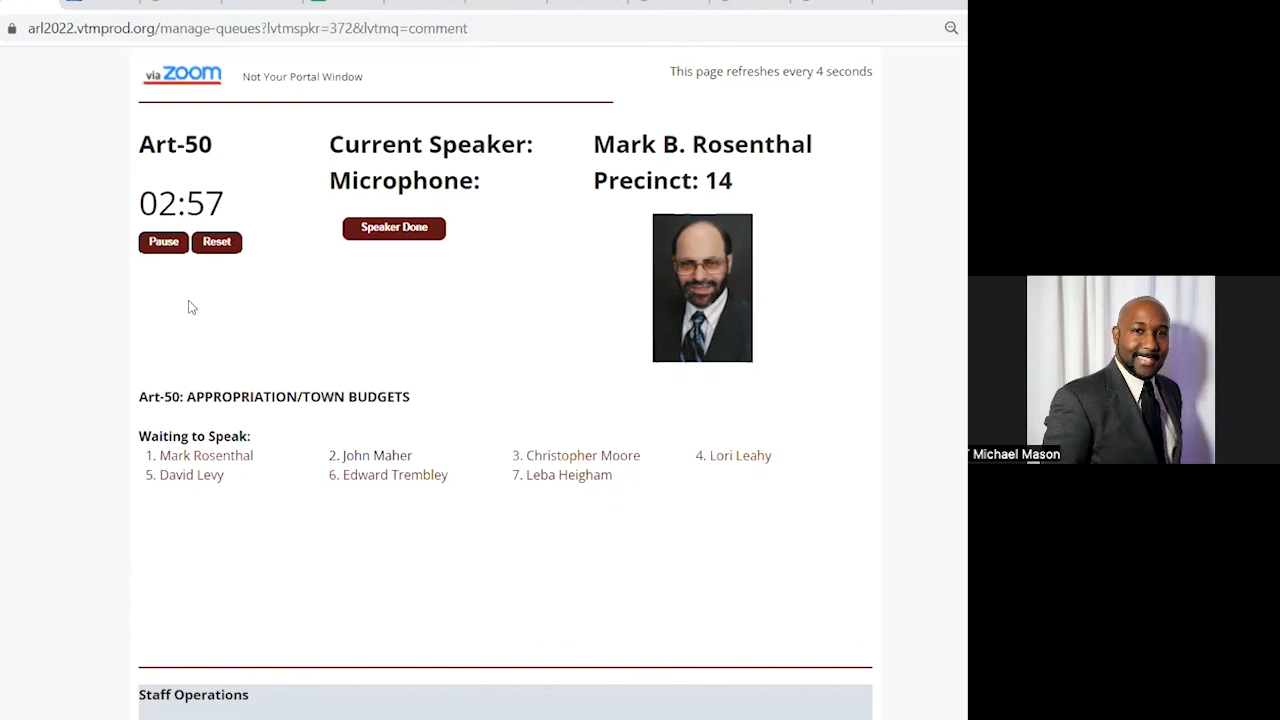 arl2022.vtmprod.org/manage-queues?lvtmspkr=372&lvtmq=comment
via zoom Not Your Portal Window This page refreshes every 4 seconds
Art-50 Current Speaker: Mark B. Rosenthal
Microphone: Precinct: 14
02:57
Speaker Done
Pause Reset
Art-50: APPROPRIATION/TOWN BUDGETS
Waiting to Speak:
1. Mark Rosenthal 2. John Maher 3. Christopher Moore 4. Lori Leahy
5. David Levy 6. Edward Trembley 7. Leba Heigham
Michael Mason
Staff Operations